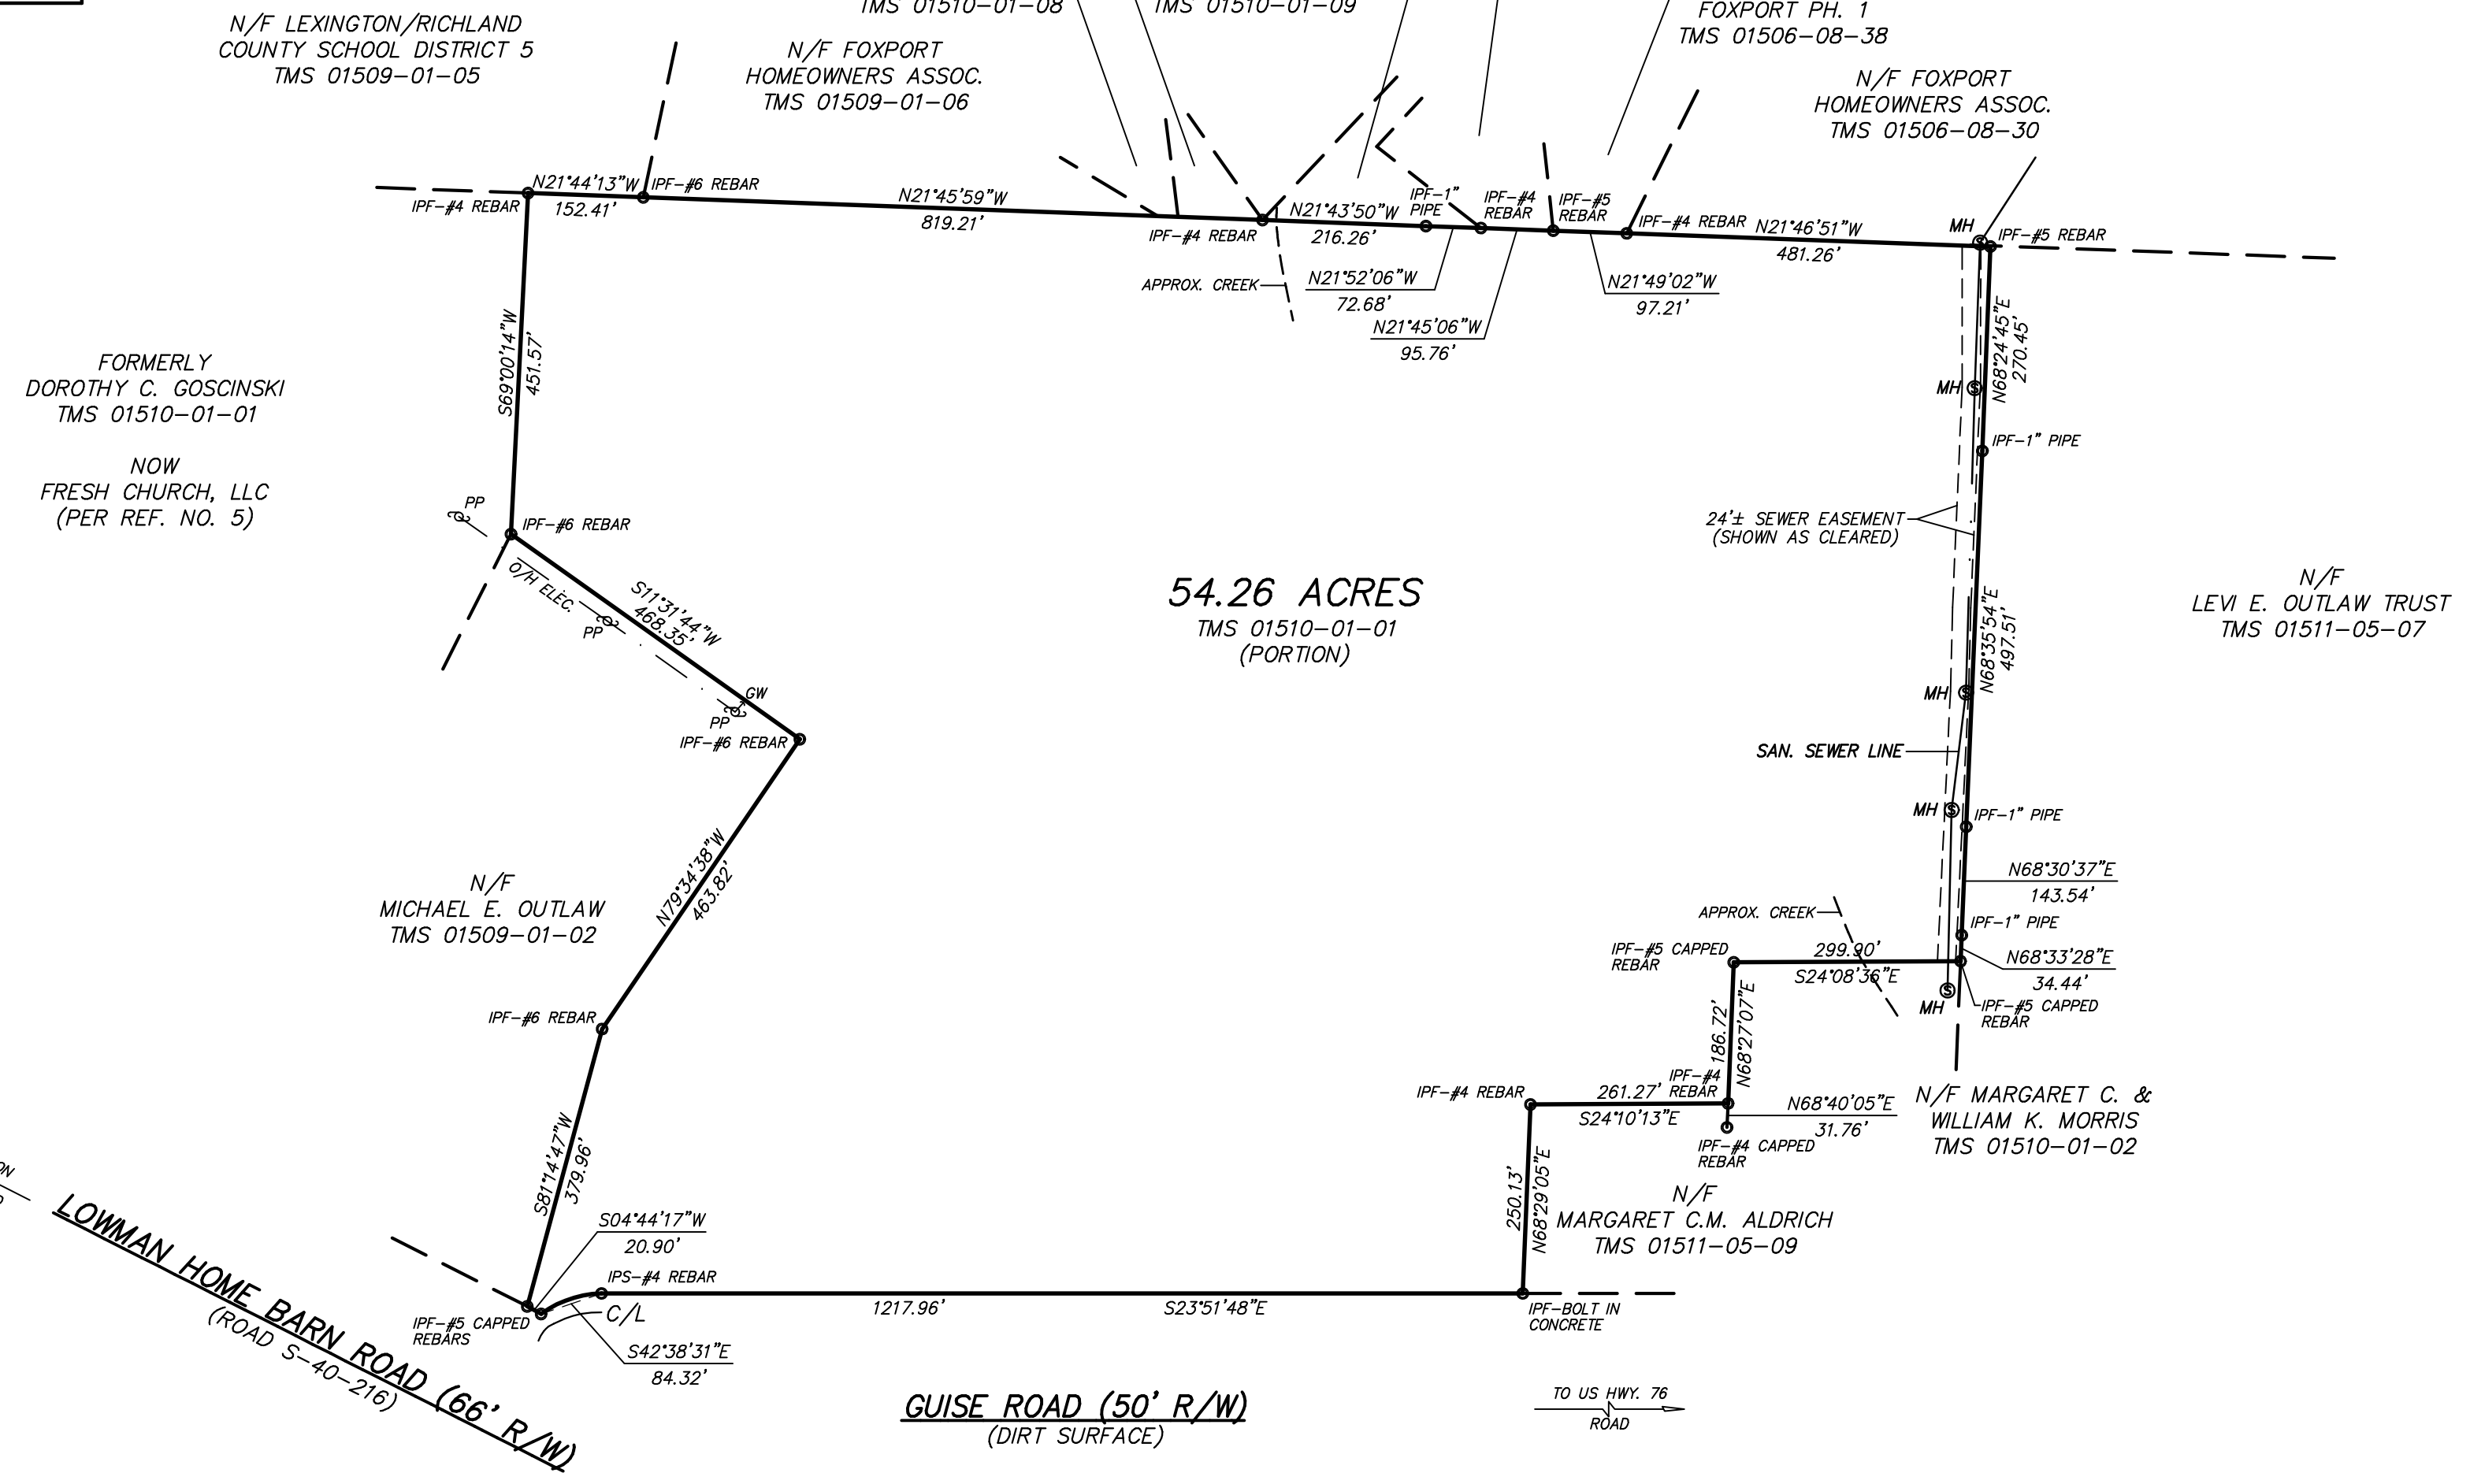 TMS 01510-01-08
TMS 01510-01-09
FOXPORT PH. 1
TMS 01506-08-38
N/F LEXINGTON/RICHLAND
COUNTY SCHOOL DISTRICT 5
TMS 01509-01-05
N/F FOXPORT
HOMEOWNERS ASSOC.
TMS 01509-01-06
N/F FOXPORT
HOMEOWNERS ASSOC.
TMS 01506-08-30
IPF-#4 REBAR
N21°44'13"W
152.41'
IPF-#6 REBAR
N21°45'59"W
819.21'
IPF-#4 REBAR
N21°43'50"W
216.26'
IPF-1"
PIPE
IPF-#4
REBAR
IPF-#5
REBAR
IPF-#4 REBAR
N21°46'51"W
481.26'
MH
IPF-#5 REBAR
APPROX. CREEK
N21°52'06"W
72.68'
N21°45'06"W
95.76'
N21°49'02"W
97.21'
S69°00'14"W
451.57'
N68°24'45"E
270.45'
MH
IPF-1" PIPE
FORMERLY
DOROTHY C. GOSCINSKI
TMS 01510-01-01
NOW
FRESH CHURCH, LLC
(PER REF. NO. 5)
PP
IPF-#6 REBAR
O/H ELEC.
S11°31'44"W
468.35'
PP
GW
PP
IPF-#6 REBAR
24'± SEWER EASEMENT
(SHOWN AS CLEARED)
54.26 ACRES
TMS 01510-01-01
(PORTION)
N/F
LEVI E. OUTLAW TRUST
TMS 01511-05-07
N68°35'54"E
497.51'
MH
SAN. SEWER LINE
MH
IPF-1" PIPE
N79°34'38"W
463.82'
N/F
MICHAEL E. OUTLAW
TMS 01509-01-02
N68°30'37"E
143.54'
APPROX. CREEK
IPF-1" PIPE
IPF-#5 CAPPED
REBAR
299.90'
S24°08'36"E
N68°33'28"E
34.44'
MH
IPF-#5 CAPPED
REBAR
IPF-#6 REBAR
186.72'
N68°27'07"E
IPF-#4 REBAR
261.27'
S24°10'13"E
IPF-#4
REBAR
N68°40'05"E
31.76'
IPF-#4 CAPPED
REBAR
N/F MARGARET C. &
WILLIAM K. MORRIS
TMS 01510-01-02
S81°14'47"W
379.96'
250.13'
N68°29'05"E
N/F
MARGARET C.M. ALDRICH
TMS 01511-05-09
S04°44'17"W
20.90'
IPS-#4 REBAR
C/L
IPF-#5 CAPPED
REBARS
1217.96'
S23°51'48"E
IPF-BOLT IN
CONCRETE
S42°38'31"E
84.32'
LOWMAN HOME BARN ROAD (66' R/W)
(ROAD S-40-216)
GUISE ROAD (50' R/W)
(DIRT SURFACE)
TO US HWY. 76
ROAD